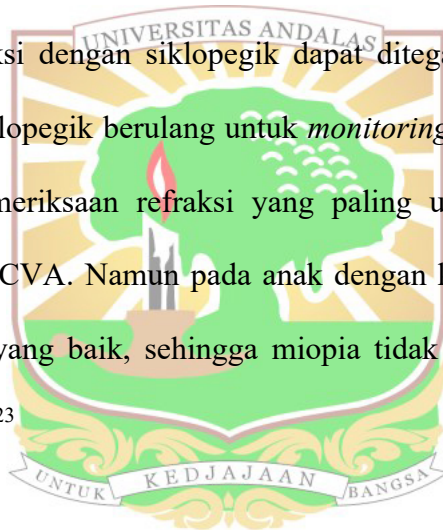 UNIVERSITAS ANDALAS
ksi dengan siklopegik dapat ditega
lopegik berulang untuk monitoring
meriksaan refraksi yang paling u
CVA. Namun pada anak dengan
yang baik, sehingga miopia tidak
23
UNTUK KEDJAJAAN BANGSA